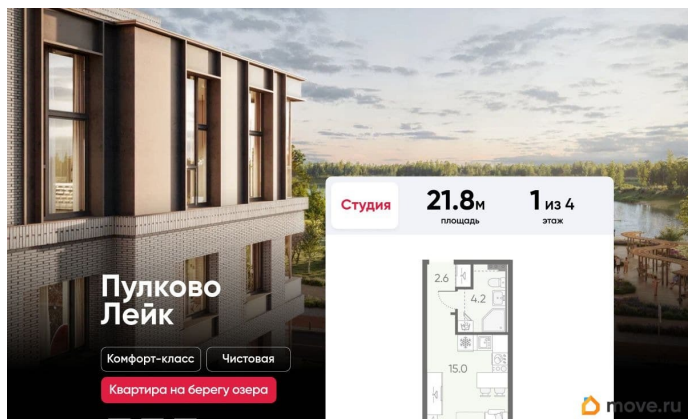 Студия
21.8м
площадь
1 из 4
этаж
Пулково
Лейк
Комфорт-класс
Чистовая
Квартира на берегу озера
2.6
4.2
15.0
move.ru